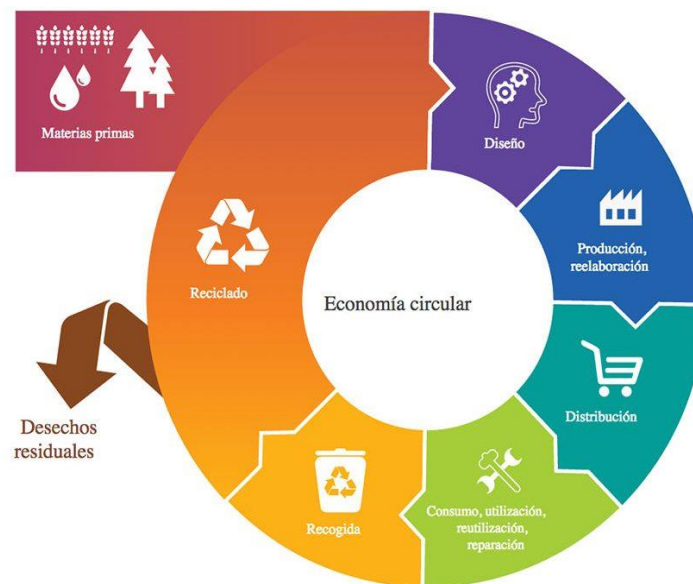 Materias primas
Diseño
Producción,
reelaboración
Reciclado
Economía circular
Distribución
Desechos
residuales
Recogida
Consumo, utilización,
reutilización,
reparación